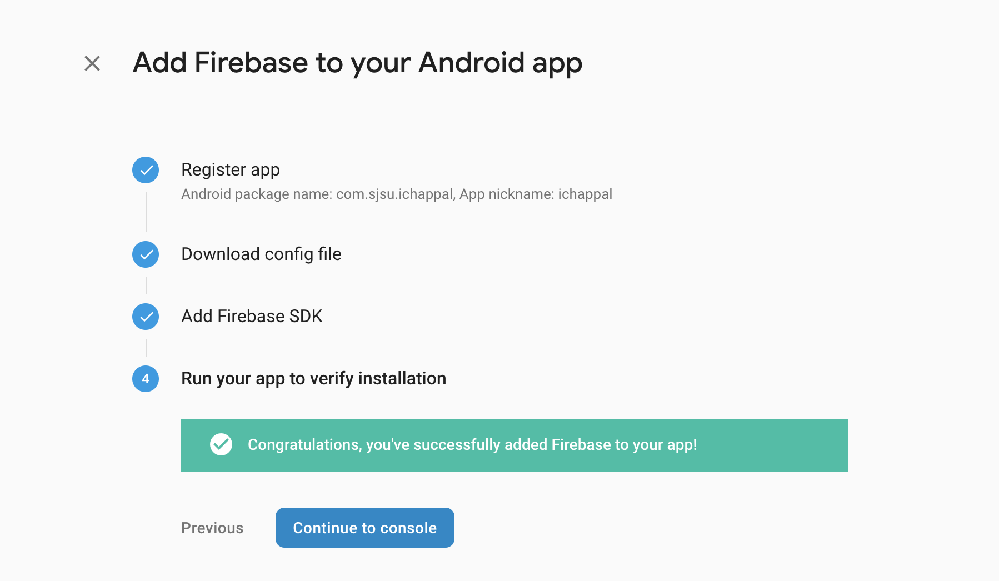 Add Firebase to your Android app
Register app
Android package name: com.sjsu.ichappal, App nickname: ichappal
Download config file
Add Firebase SDK
4
Run your app to verify installation
Congratulations, you've successfully added Firebase to your app!
Previous
Continue to console